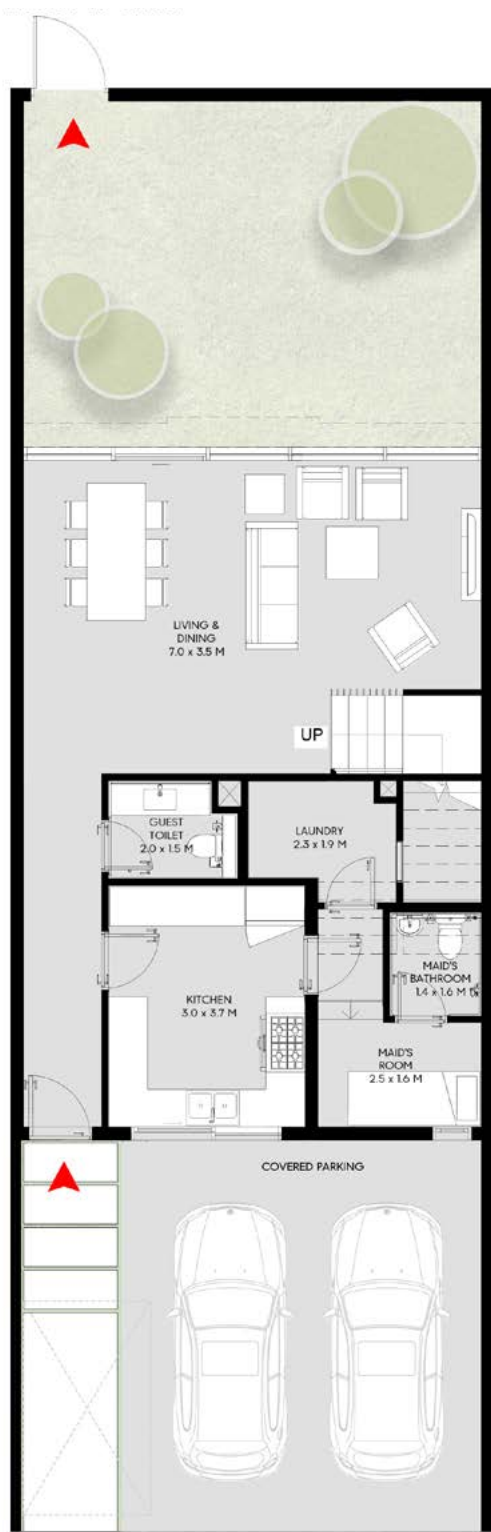 LIVING &
DINING
7.0 x 3.5 M
UP
GUEST
TOILET
2.0 x 1.5 M
LAUNDRY
2.3 x 1.9 M
MAID'S
BATHROOM
1.4 x 1.6 M
KITCHEN
3.0 x 3.7 M
MAID'S
ROOM
2.5 x 1.6 M
COVERED PARKING